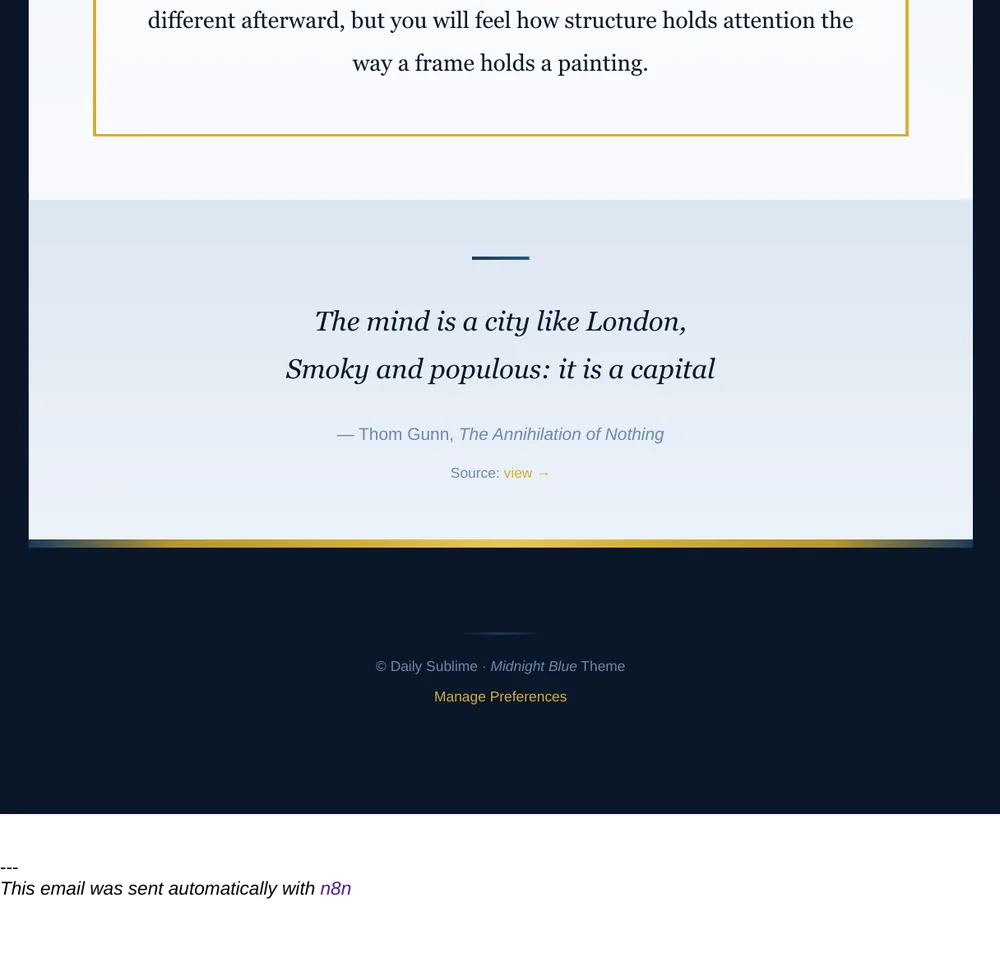 different afterward, but you will feel how structure holds attention the
way a frame holds a painting.
The mind is a city like London,
Smoky and populous: it is a capital
— Thom Gunn, The Annihilation of Nothing
Source: view →
© Daily Sublime · Midnight Blue Theme
Manage Preferences
---
This email was sent automatically with n8n